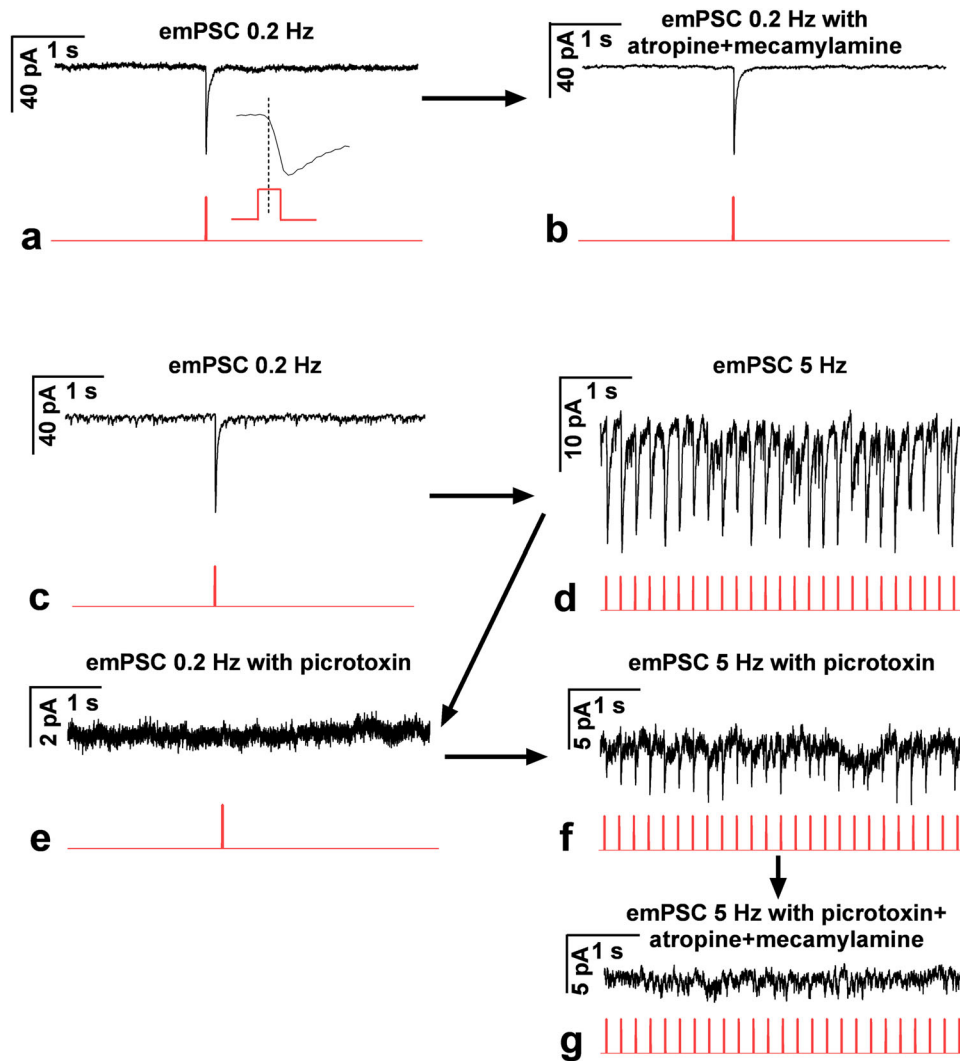 emPSC 0.2 Hz
1 s
40 pA
a
emPSC 0.2 Hz with
atropine+mecamylamine
1 s
40 pA
b
emPSC 0.2 Hz
1 s
40 pA
c
emPSC 5 Hz
1 s
10 pA
d
emPSC 0.2 Hz with picrotoxin
1 s
2 pA
e
emPSC 5 Hz with picrotoxin
1 s
5 pA
f
emPSC 5 Hz with picrotoxin+
atropine+mecamylamine
1 s
5 pA
g